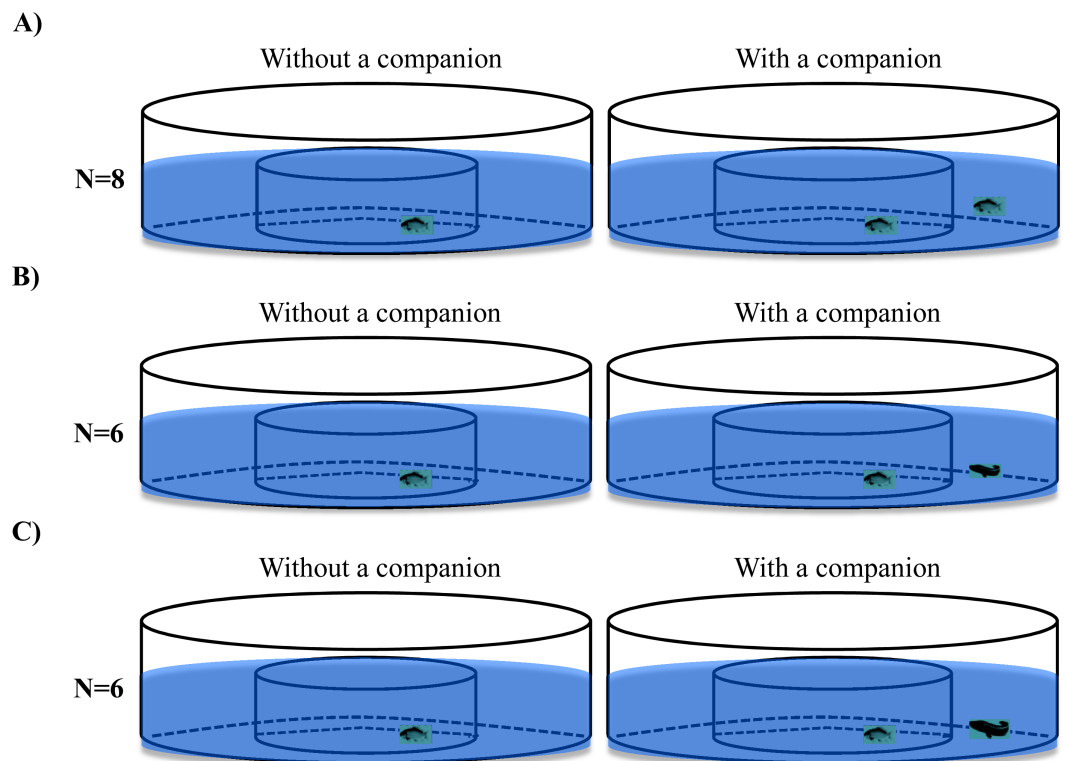 A)
Without a companion
With a companion
N=8
B)
Without a companion
With a companion
N=6
C)
Without a companion
With a companion
N=6